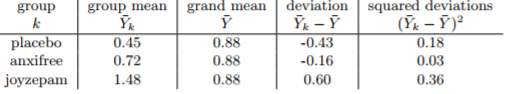 group group mean grand mean deviation squared deviations
k Ȳk Ȳ Ȳk − Ȳ (Ȳk − Ȳ)²
placebo 0.45 0.88 -0.43 0.18
anxifree 0.72 0.88 -0.16 0.03
joyzepam 1.48 0.88 0.60 0.36